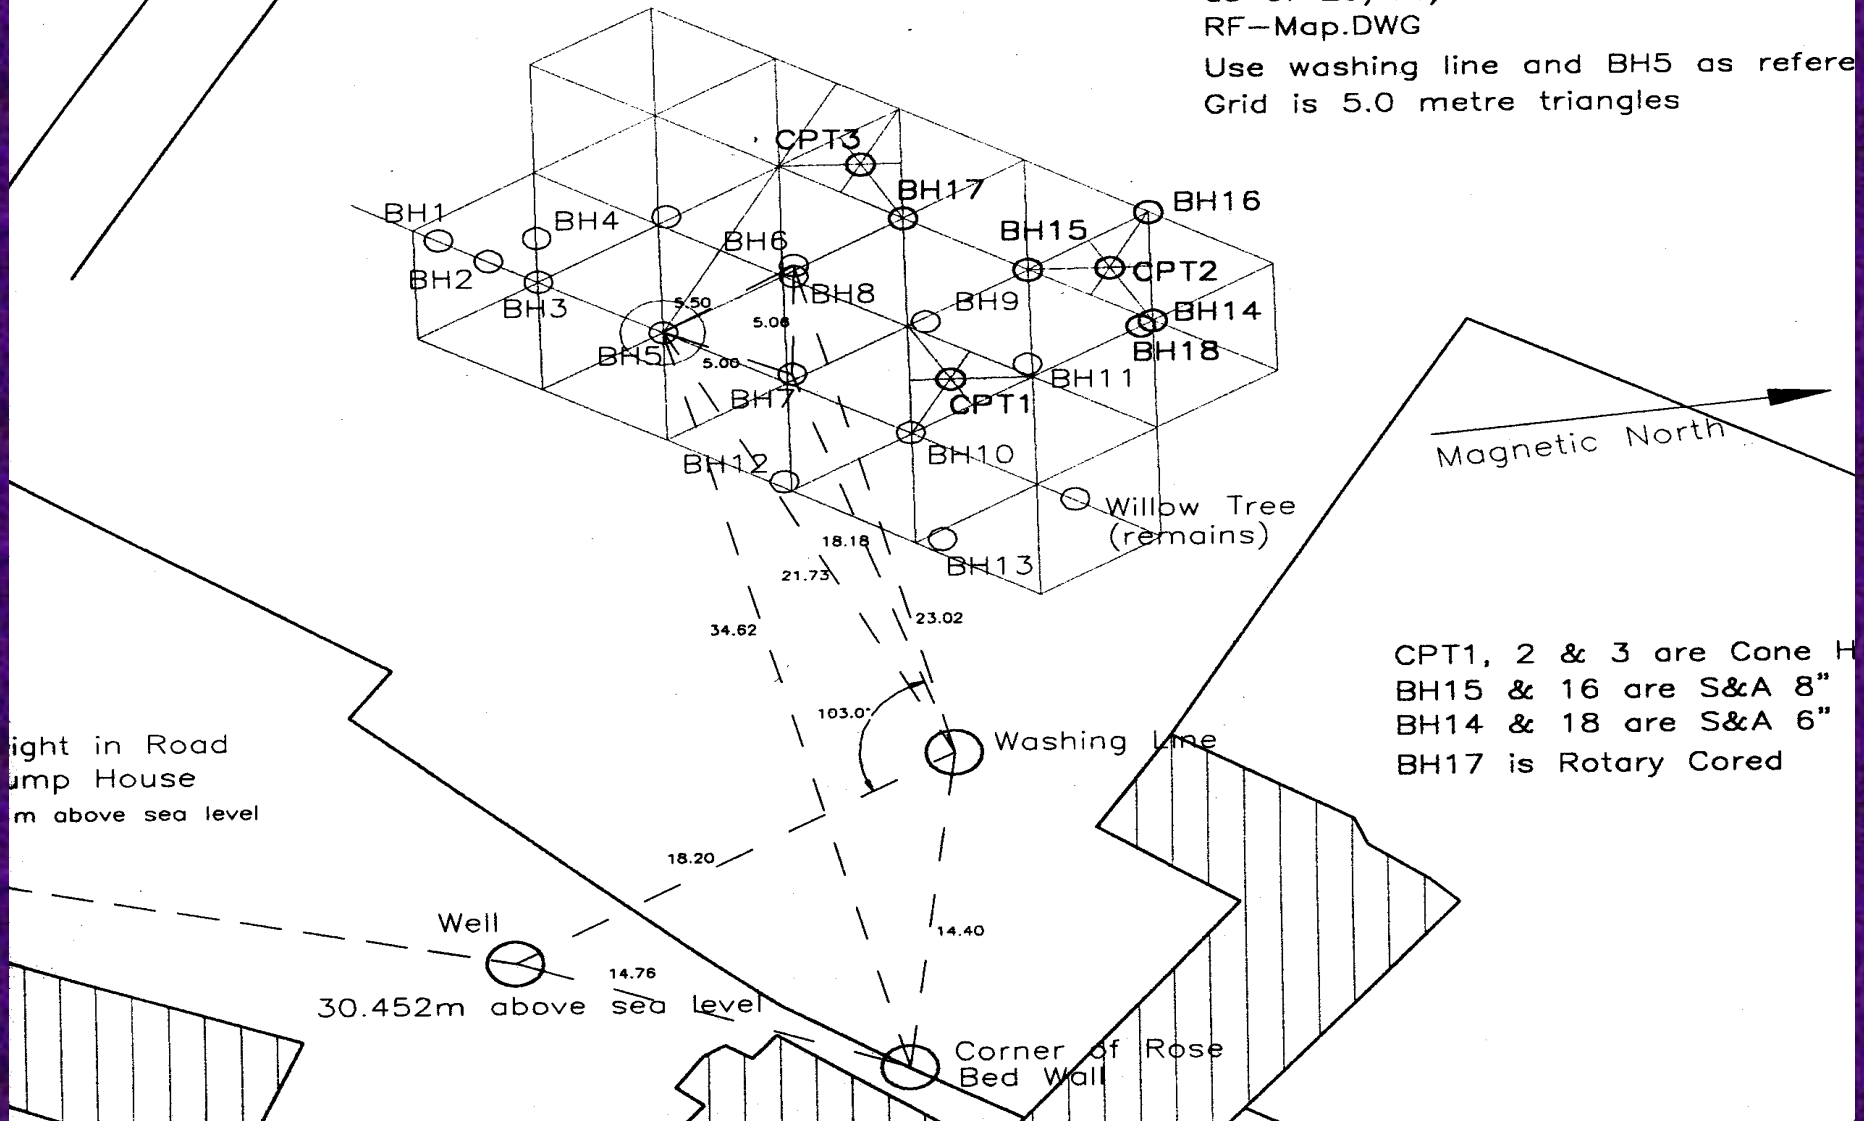 RF-Map.DWG
Use washing line and BH5 as refere
Grid is 5.0 metre triangles
CPT3
BH17
BH16
BH1
BH4
BH15
BH6
CPT2
BH2
BH8
BH9
BH3
5.50
BH14
5.06
BH5
5.00
BH18
BH7
BH11
CPT1
Magnetic North
BH12
BH10
Willow Tree
(remains)
18.18
BH13
21.73
34.62
23.02
CPT1, 2 & 3 are Cone H
BH15 & 16 are S&A 8"
BH14 & 18 are S&A 6"
BH17 is Rotary Cored
103.0°
Washing Line
ight in Road
ump House
m above sea level
18.20
Well
14.40
14.76
30.452m above sea level
Corner of Rose
Bed Wall